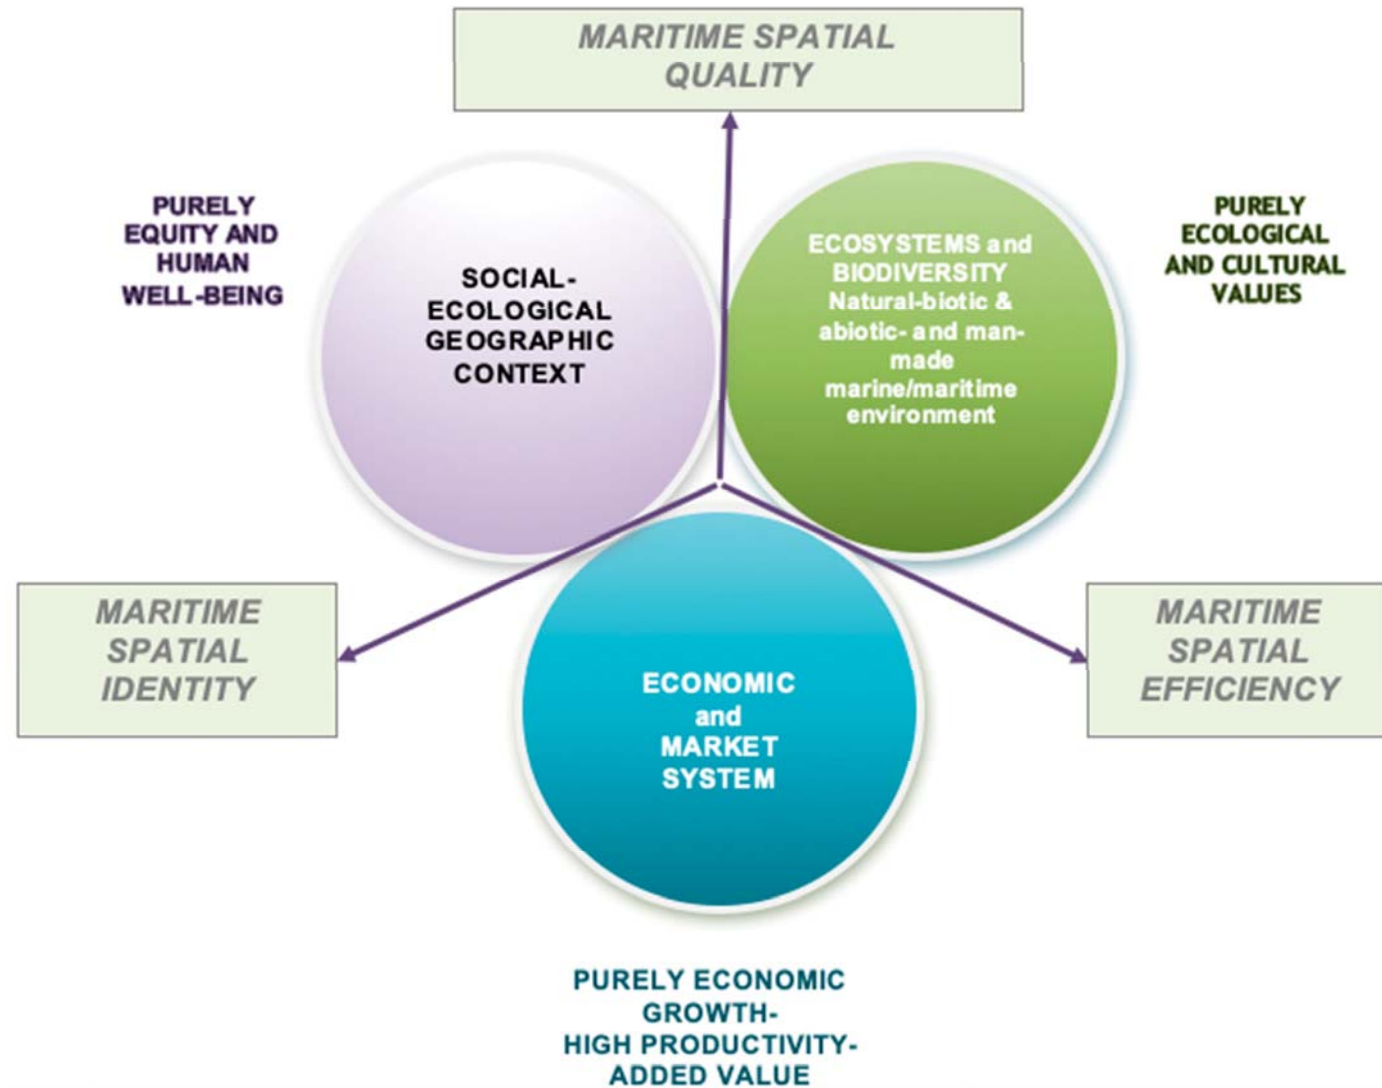 MARITIME SPATIAL
QUALITY
PURELY
EQUITY AND
HUMAN
WELL-BEING
SOCIAL-
ECOLOGICAL
GEOGRAPHIC
CONTEXT
ECOSYSTEMS and
BIODIVERSITY
Natural-biotic &
abiotic- and man-
made
marine/maritime
environment
PURELY
ECOLOGICAL
AND CULTURAL
VALUES
MARITIME
SPATIAL
IDENTITY
ECONOMIC
and
MARKET
SYSTEM
MARITIME
SPATIAL
EFFICIENCY
PURELY ECONOMIC
GROWTH-
HIGH PRODUCTIVITY-
ADDED VALUE